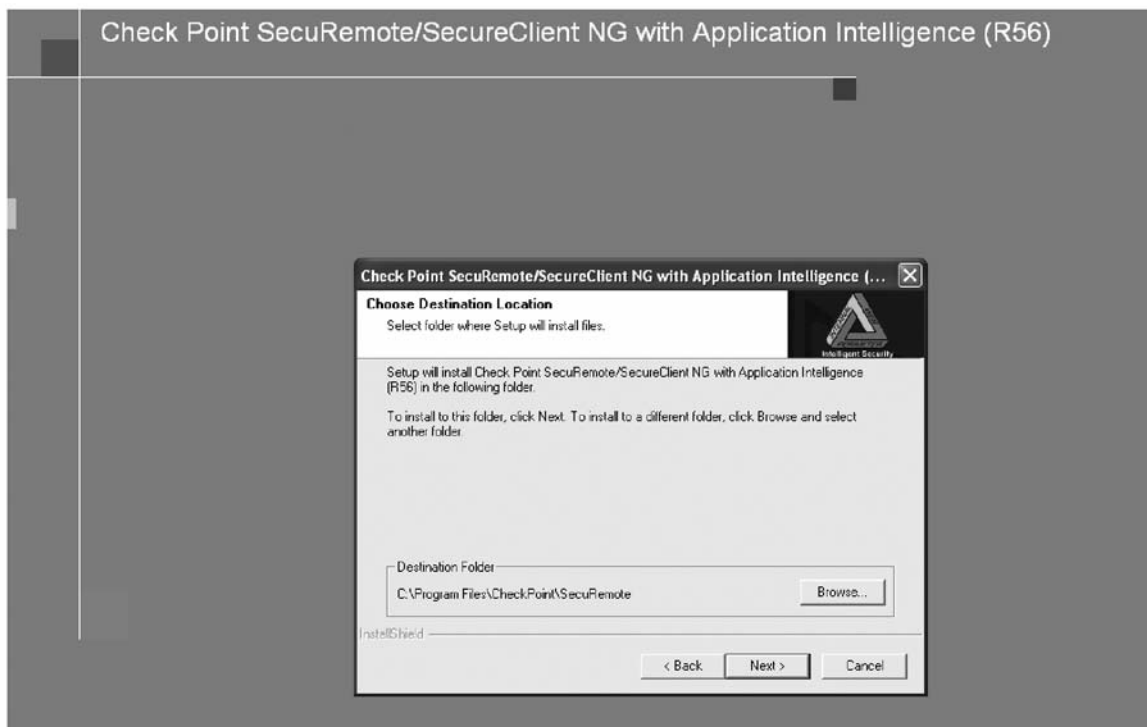 Check Point SecuRemote/SecureClient NG with Application Intelligence (R56)
Check Point SecuRemote/SecureClient NG with Application Intelligence (...
Choose Destination Location
Select folder where Setup will install files.
Intelligent Security
Setup will install Check Point SecuRemote/SecureClient NG with Application Intelligence
(R56) in the following folder.
To install to this folder, click Next. To install to a different folder, click Browse and select
another folder.
Destination Folder
C:\Program Files\CheckPoint\SecuRemote
Browse...
InstallShield
< Back
Next >
Cancel